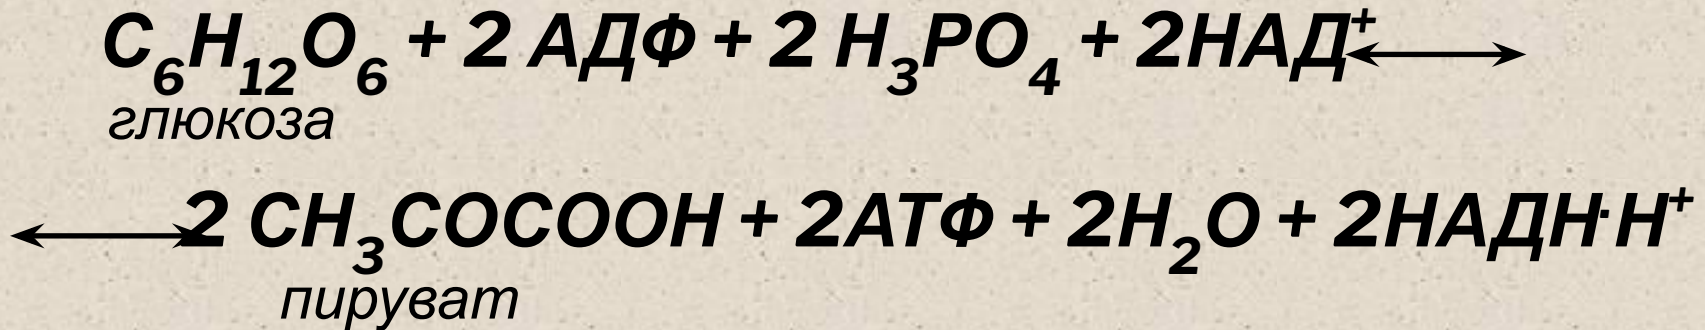 C₆H₁₂O₆ + 2 АДФ + 2 H₃PO₄ + 2НАД⁺ ⟷
глюкоза
⟷ 2 CH₃COCOOH + 2АТФ + 2H₂O + 2НАДН·H⁺
пируват